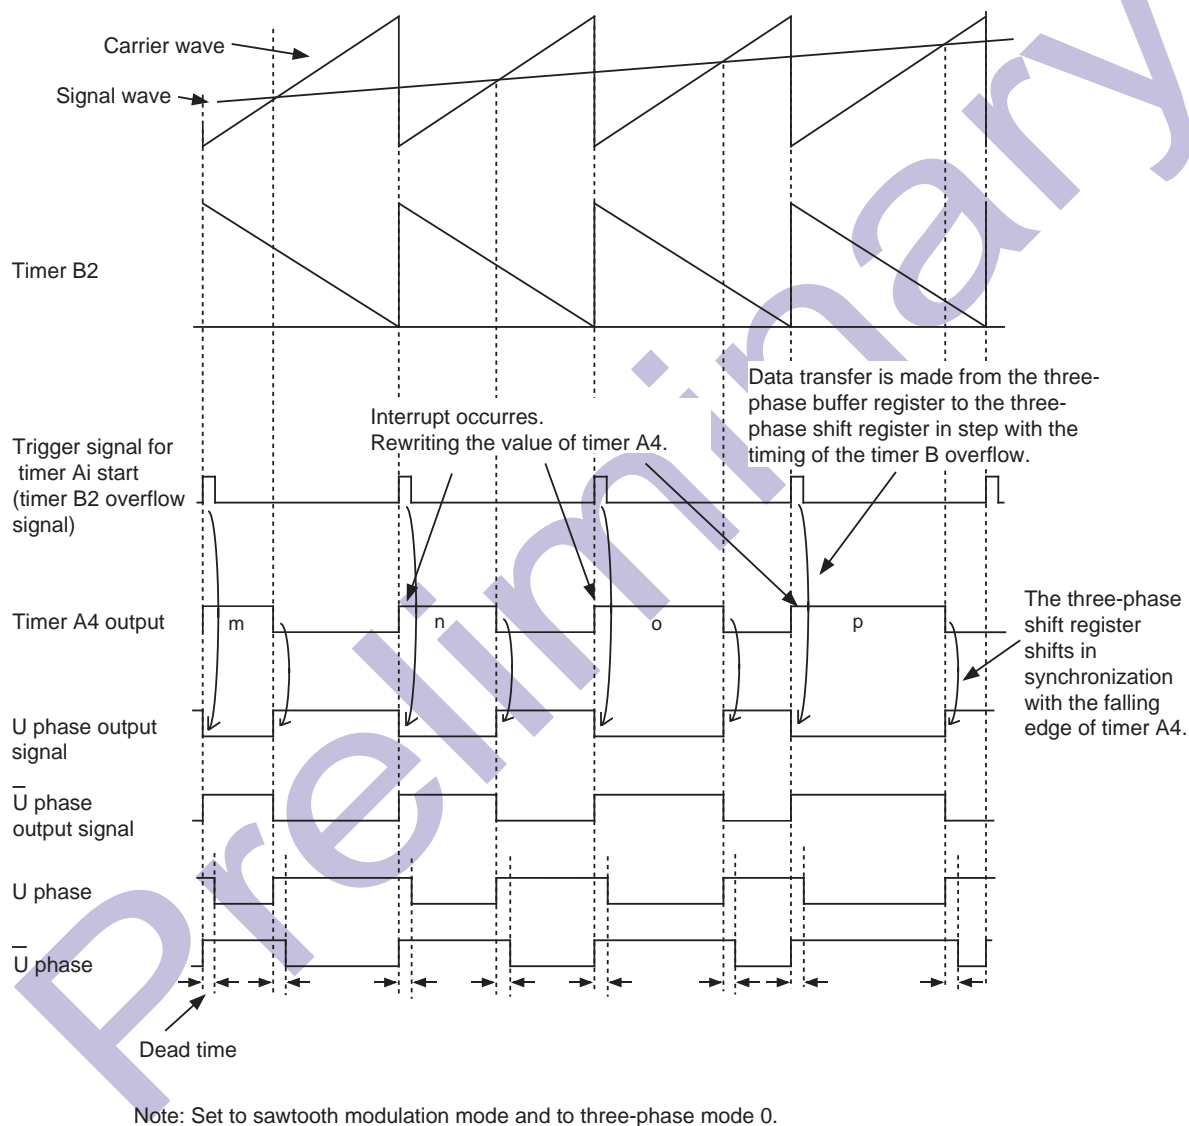 Carrier wave
Signal wave
Timer B2
Data transfer is made from the three-
phase buffer register to the three-
phase shift register in step with the
timing of the timer B overflow.
Interrupt occurres.
Rewriting the value of timer A4.
Trigger signal for
timer Ai start
(timer B2 overflow
signal)
Timer A4 output
m
n
o
p
The three-phase
shift register
shifts in
synchronization
with the falling
edge of timer A4.
U phase output
signal
U̅ phase
output signal
U phase
U̅ phase
Dead time
Note: Set to sawtooth modulation mode and to three-phase mode 0.
Preliminary